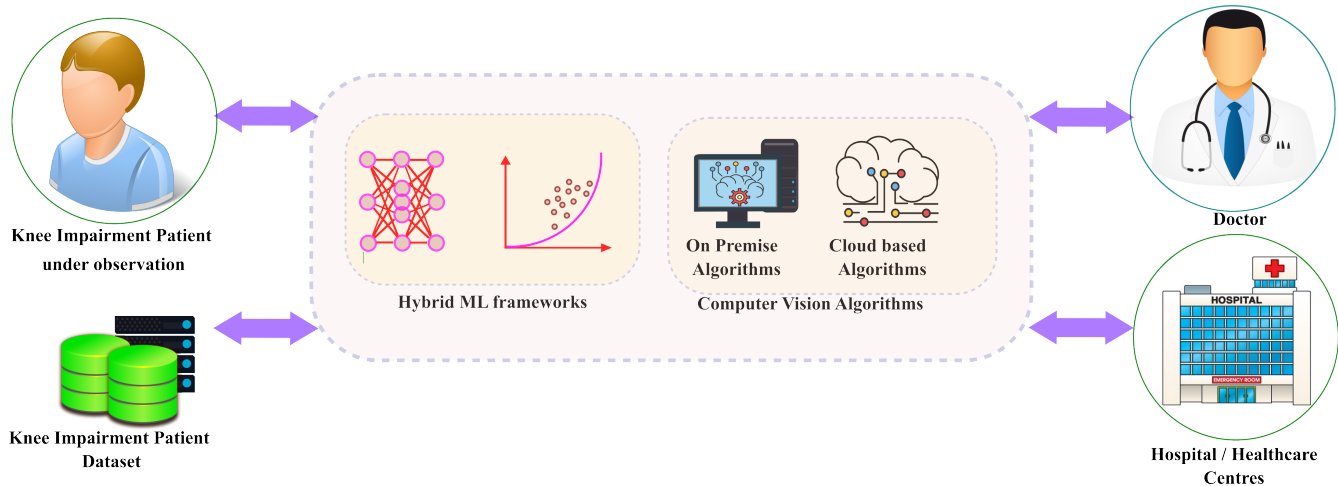 Knee Impairment Patient
under observation
Knee Impairment Patient
Dataset
Hybrid ML frameworks
On Premise
Algorithms
Cloud based
Algorithms
Computer Vision Algorithms
Doctor
HOSPITAL
EMERGENCY ROOM
Hospital / Healthcare
Centres